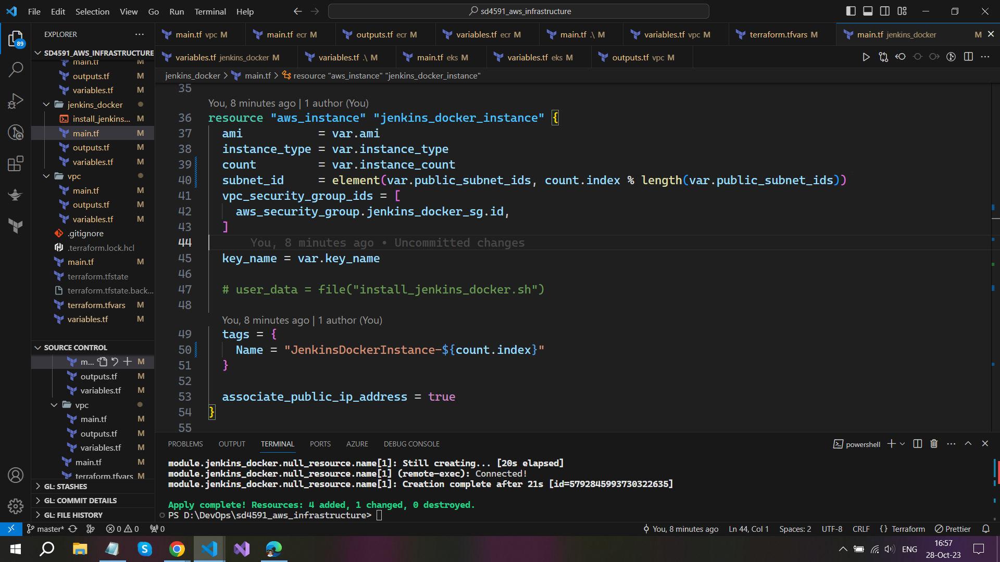 File Edit Selection View Go Run Terminal Help
sd4591_aws_infrastructure
EXPLORER
main.tf vpc M
main.tf ecr M
outputs.tf ecr M
variables.tf ecr M
main.tf .\ M
variables.tf vpc M
terraform.tfvars M
main.tf jenkins_docker M
variables.tf jenkins_docker M
variables.tf .\ M
main.tf eks M
variables.tf eks M
outputs.tf vpc M
jenkins_docker > main.tf > resource "aws_instance" "jenkins_docker_instance"
89
SD4591_AWS_INFRASTRUCTURE
main.tf M
outputs.tf M
variables.tf M
jenkins_docker
install_jenkins... M
main.tf M
outputs.tf M
variables.tf M
vpc
main.tf M
outputs.tf M
variables.tf M
.gitignore
.terraform.lock.hcl
main.tf M
terraform.tfstate
terraform.tfstate.back...
terraform.tfvars M
variables.tf M
SOURCE CONTROL
m... M
outputs.tf M
variables.tf M
vpc
main.tf M
outputs.tf M
variables.tf M
main.tf M
terraform.tfvars M
GL: STASHES
GL: COMMIT DETAILS
GL: FILE HISTORY
35
You, 8 minutes ago | 1 author (You)
36 resource "aws_instance" "jenkins_docker_instance" {
37 ami = var.ami
38 instance_type = var.instance_type
39 count = var.instance_count
40 subnet_id = element(var.public_subnet_ids, count.index % length(var.public_subnet_ids))
41 vpc_security_group_ids = [
42 aws_security_group.jenkins_docker_sg.id,
43 ]
44 You, 8 minutes ago • Uncommitted changes
45 key_name = var.key_name
46
47 # user_data = file("install_jenkins_docker.sh")
48
You, 8 minutes ago | 1 author (You)
49 tags = {
50 Name = "JenkinsDockerInstance-${count.index}"
51 }
52
53 associate_public_ip_address = true
54 }
55
PROBLEMS OUTPUT TERMINAL PORTS AZURE DEBUG CONSOLE
powershell
module.jenkins_docker.null_resource.name[1]: Still creating... [20s elapsed]
module.jenkins_docker.null_resource.name[1] (remote-exec): Connected!
module.jenkins_docker.null_resource.name[1]: Creation complete after 21s [id=5792845993730322635]
Apply complete! Resources: 4 added, 1 changed, 0 destroyed.
PS D:\DevOps\sd4591_aws_infrastructure>
master* 0 0 0
You, 8 minutes ago Ln 44, Col 1 Spaces: 2 UTF-8 CRLF {} Terraform Prettier
ENG
16:57
28-Oct-23